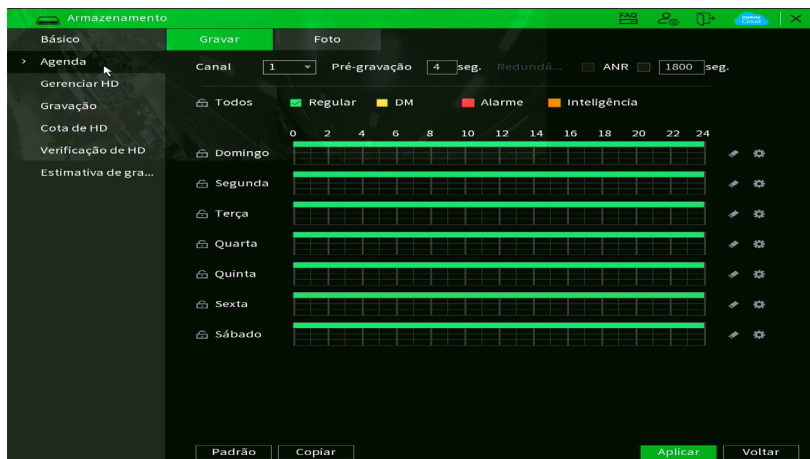 Armazenamento
FAQ
Cloud
Básico
Agenda
Gerenciar HD
Gravação
Cota de HD
Verificação de HD
Estimativa de gra...
Gravar Foto
Canal 1 Pré-gravação 4 seg. Redundâ... ANR 1800 seg.
Todos Regular DM Alarme Inteligência
0 2 4 6 8 10 12 14 16 18 20 22 24
Domingo
Segunda
Terça
Quarta
Quinta
Sexta
Sábado
Padrão Copiar Aplicar Voltar